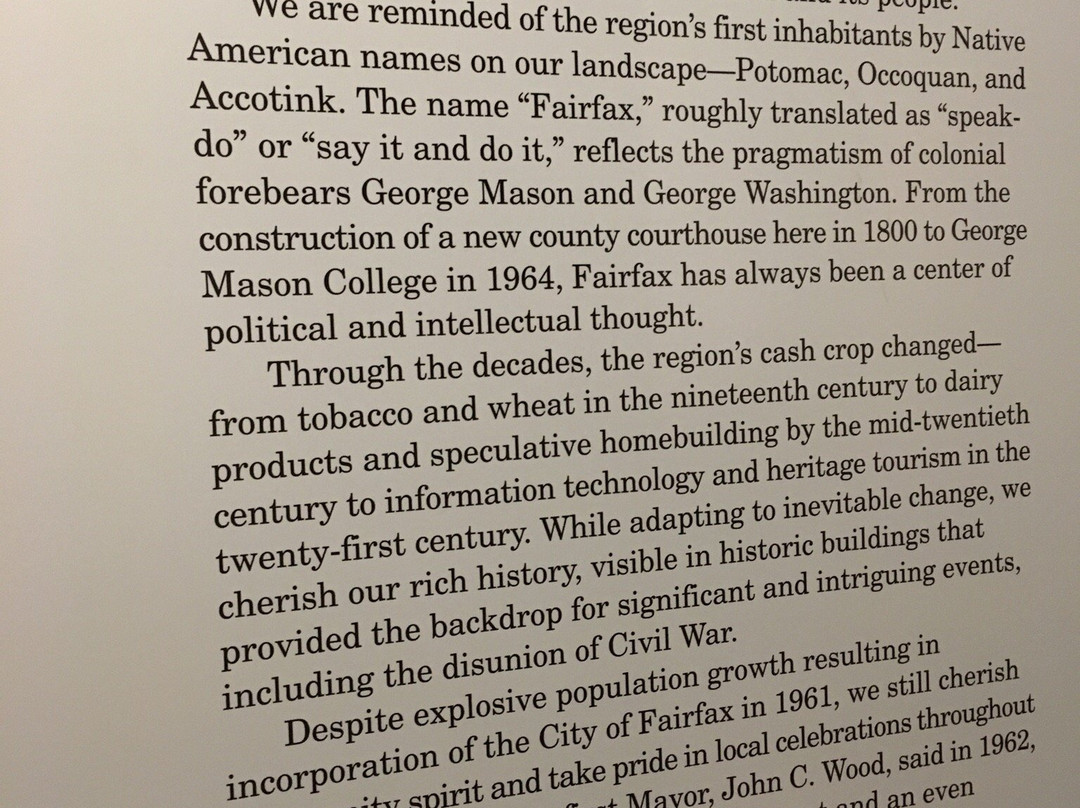 its people.
We are reminded of the region's first inhabitants by Native
American names on our landscape—Potomac, Occoquan, and
Accotink. The name “Fairfax,” roughly translated as “speak-
do” or “say it and do it,” reflects the pragmatism of colonial
forebears George Mason and George Washington. From the
construction of a new county courthouse here in 1800 to George
Mason College in 1964, Fairfax has always been a center of
political and intellectual thought.
Through the decades, the region's cash crop changed—
from tobacco and wheat in the nineteenth century to dairy
products and speculative homebuilding by the mid-twentieth
century to information technology and heritage tourism in the
twenty-first century. While adapting to inevitable change, we
cherish our rich history, visible in historic buildings that
provided the backdrop for significant and intriguing events,
including the disunion of Civil War.
Despite explosive population growth resulting in
incorporation of the City of Fairfax in 1961, we still cherish
spirit and take pride in local celebrations throughout
Mayor, John C. Wood, said in 1962,
and an even